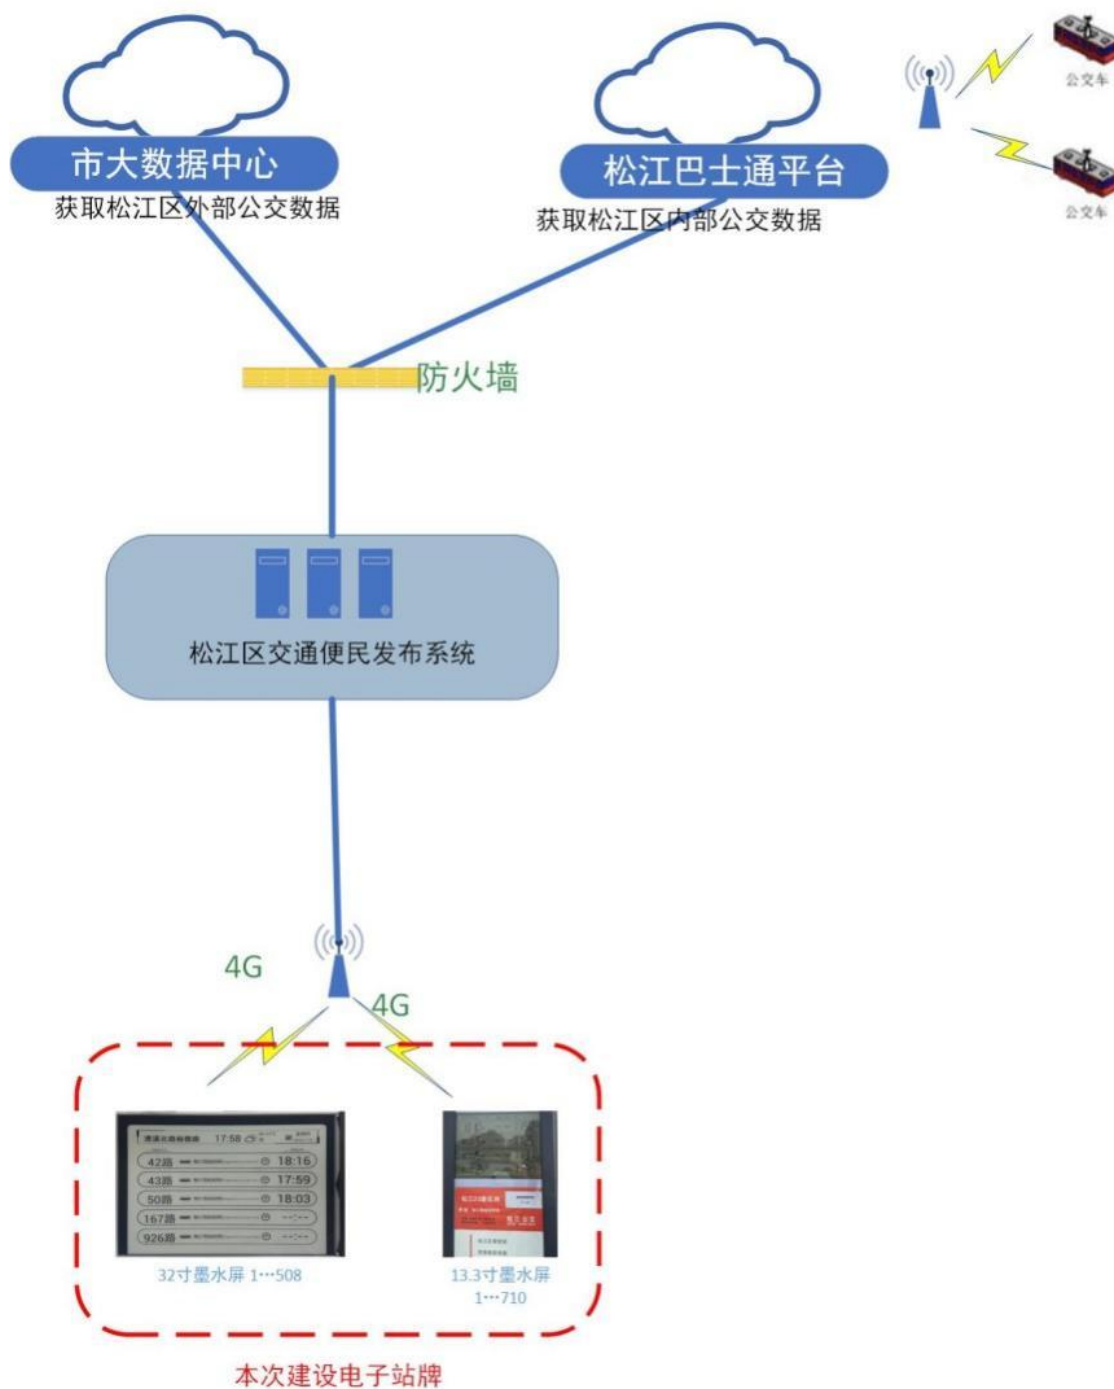 公交车
市大数据中心
松江巴士通平台
公交车
获取松江区外部公交数据
获取松江区内部公交数据
防火墙
松江区交通便民发布系统
4G
4G
17:58
42路 18:16
43路 17:59
50路 18:03
167路 --:--
926路 --:--
32寸墨水屏 1…508
13.3寸墨水屏
1…710
本次建设电子站牌